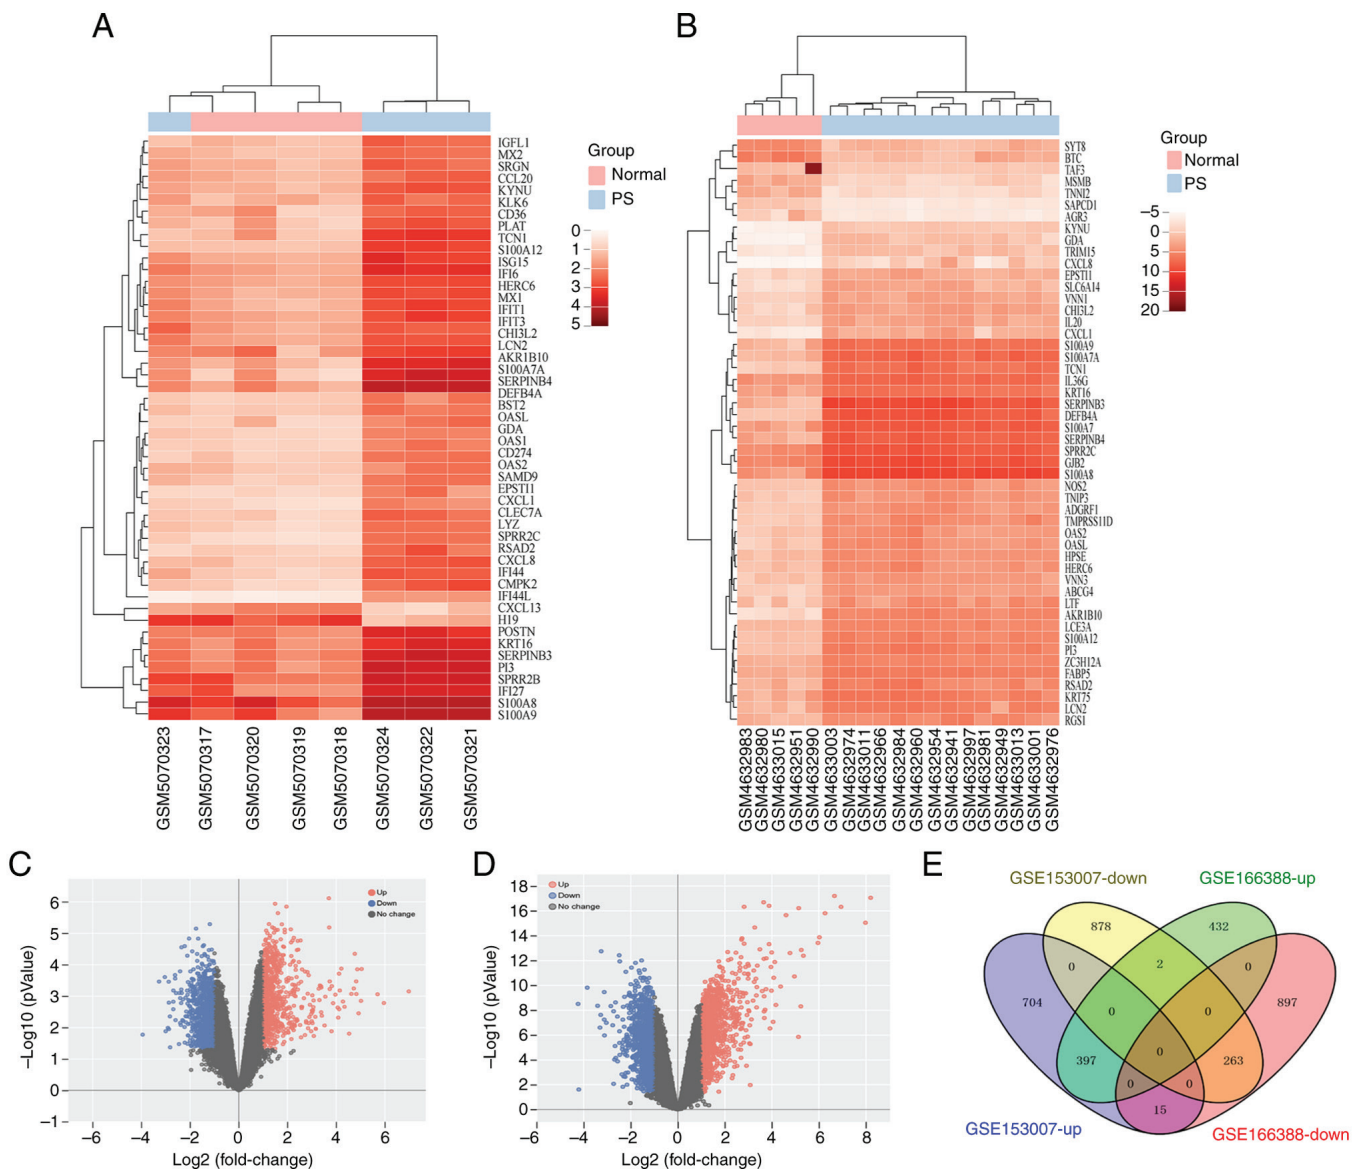 A
IGFL1
MX2
SRGN
CCL20
KYNU
KLK6
CD36
PLAT
TCN1
S100A12
ISG15
IFI6
HERC6
MX1
IFIT1
IFIT3
CHI3L2
LCN2
AKR1B10
S100A7A
SERPINB4
DEFB4A
BST2
OASL
GDA
OAS1
CD274
OAS2
SAMD9
EPSTI1
CXCL1
CLEC7A
LYZ
SPRR2C
RSAD2
CXCL8
IFI44
CMPK2
IFI44L
CXCL13
H19
POSTN
KRT16
SERPINB3
PI3
SPRR2B
IFI27
S100A8
S100A9
GSM5070323
GSM5070317
GSM5070320
GSM5070319
GSM5070318
GSM5070324
GSM5070322
GSM5070321
Group
Normal
PS
0
1
2
3
4
5
B
SYT8
BTC
TAF3
MSMB
TNNI2
SAPCD1
AGR3
KYNU
GDA
TRIM15
CXCL8
EPSTI1
SLC6A14
VNN1
CHI3L2
IL20
CXCL1
S100A9
S100A7A
TCN1
IL36G
KRT16
SERPINB3
DEFB4A
S100A7
SERPINB4
SPRR2C
GJB2
S100A8
NOS2
TNIP3
ADGRF1
TMPRSS11D
OAS2
OASL
HPSE
HERC6
VNN3
ABCG4
LTF
AKR1B10
LCE3A
S100A12
PI3
ZC3H12A
FABP5
RSAD2
KRT75
LCN2
RGS1
GSM4632983
GSM4632980
GSM4633015
GSM4632951
GSM4632990
GSM4633003
GSM4632974
GSM4633011
GSM4632966
GSM4632984
GSM4632960
GSM4632954
GSM4632941
GSM4632997
GSM4632981
GSM4632949
GSM4633013
GSM4633001
GSM4632976
Group
Normal
PS
−5
0
5
10
15
20
C
−Log10 (pValue)
6
5
4
3
2
1
0
−1
−6
−4
−2
0
2
4
6
Log2 (fold-change)
Up
Down
No change
D
−Log10 (pValue)
18
16
14
12
10
8
6
4
2
0
−6
−4
−2
0
2
4
6
8
Log2 (fold-change)
Up
Down
No change
E
GSE153007-down
GSE166388-up
878
432
0
2
0
704
0
0
897
397
0
263
0
0
15
GSE153007-up
GSE166388-down